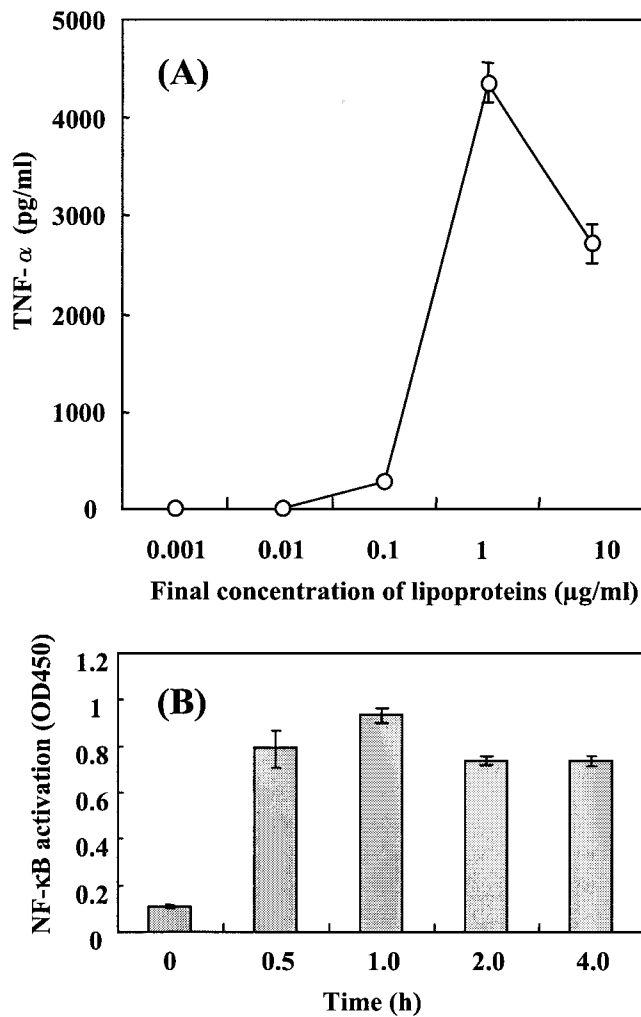 5000
(A)
4000
3000
2000
1000
0
TNF- α (pg/ml)
0.001 0.01 0.1 1 10
Final concentration of lipoproteins (µg/ml)
1.2
(B)
1
0.8
0.6
0.4
0.2
0
NF-κB activation (OD450)
0 0.5 1.0 2.0 4.0
Time (h)